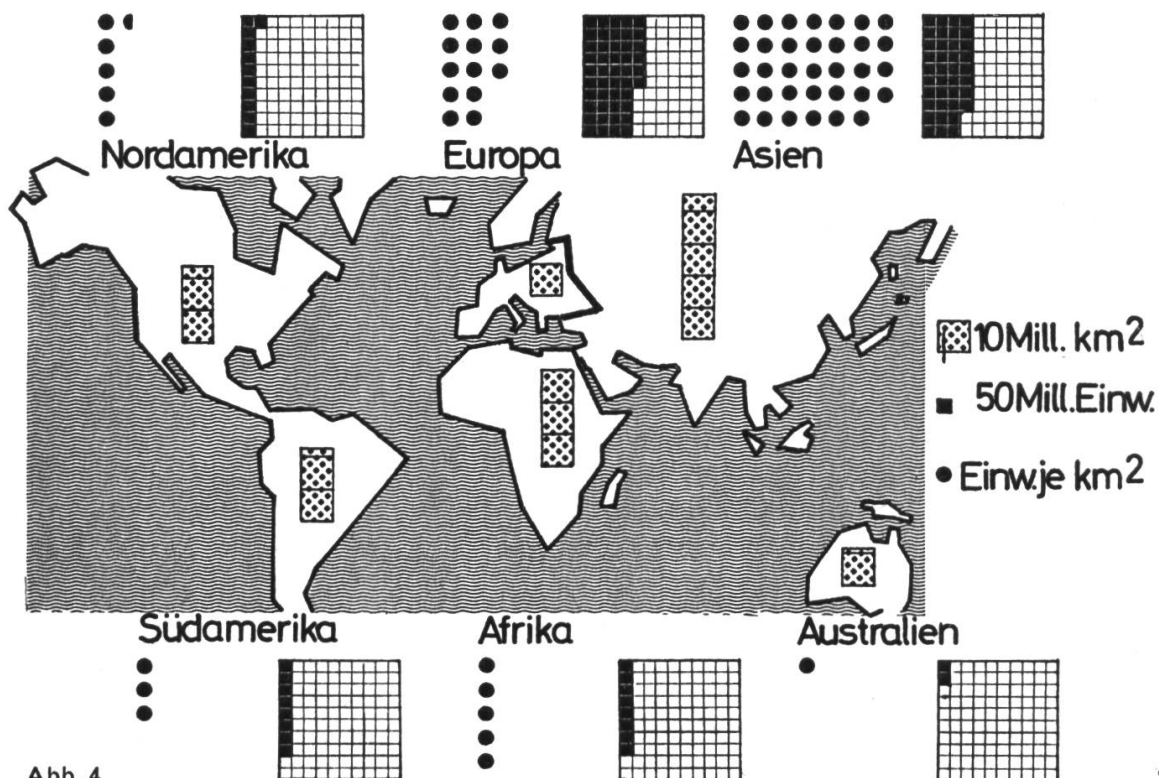 Nordamerika
Europa
Asien
10Mill. km²
50Mill.Einw.
Einw.je km²
Südamerika
Afrika
Australien
Abb. 4